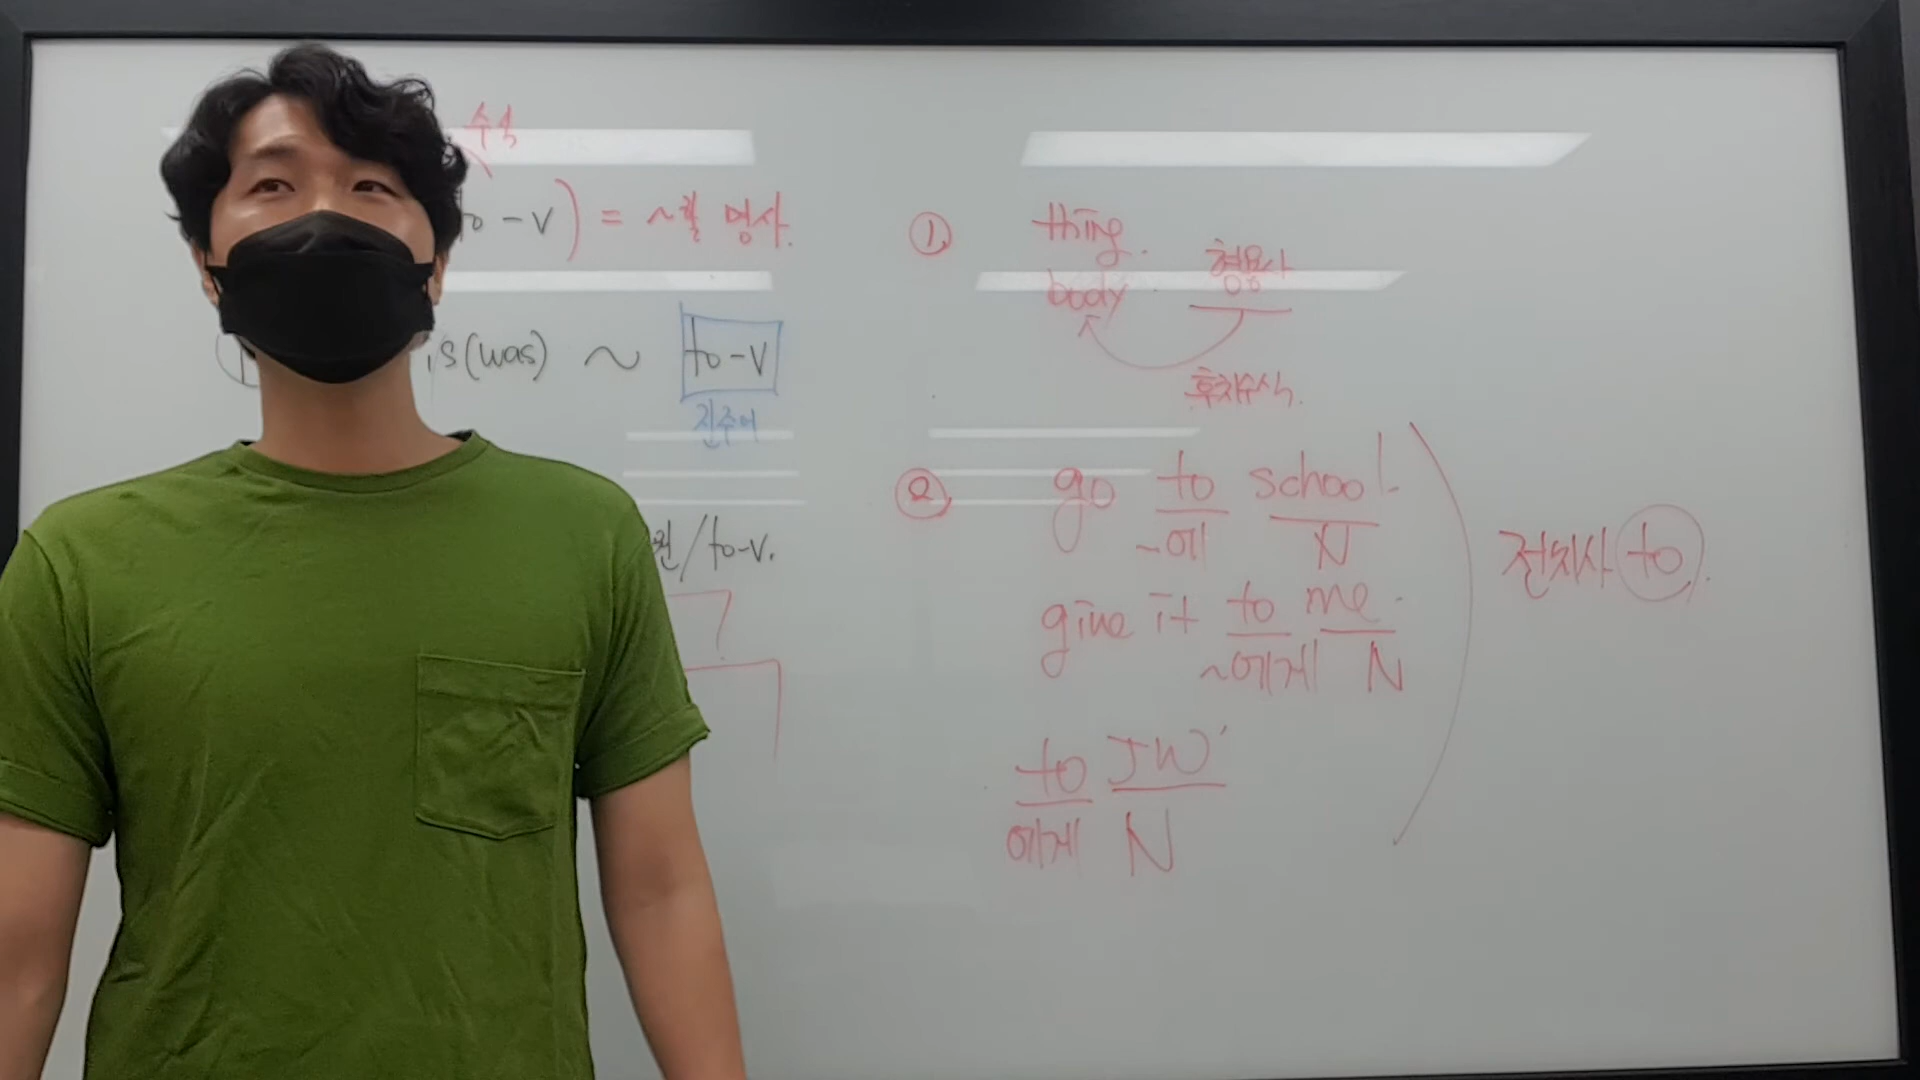 수식
to-v) = ~할 명사.
is(was) ~ to-v
진주어
원/to-v.
① thing.
body
형용사
후치수식.
② go to school.
~에 N
give it to me.
~에게 N
to JW'
에게 N
전치사 to.